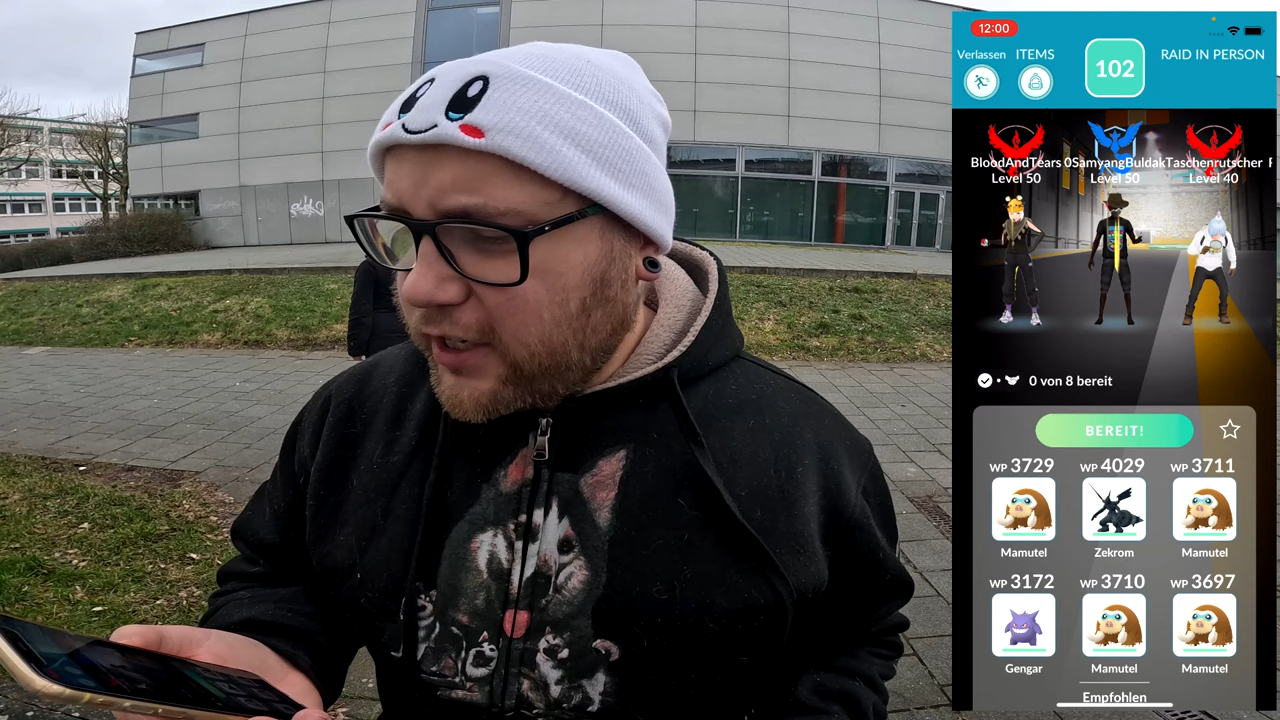 12:00
Verlassen ITEMS
102
RAID IN PERSON
BloodAndTears
Level 50
0SamyangBuldak
Level 50
Taschenrutscher
Level 40
0 von 8 bereit
BEREIT!
WP 3729
WP 4029
WP 3711
Mamutel
Zekrom
Mamutel
WP 3172
WP 3710
WP 3697
Gengar
Mamutel
Mamutel
Empfohlen